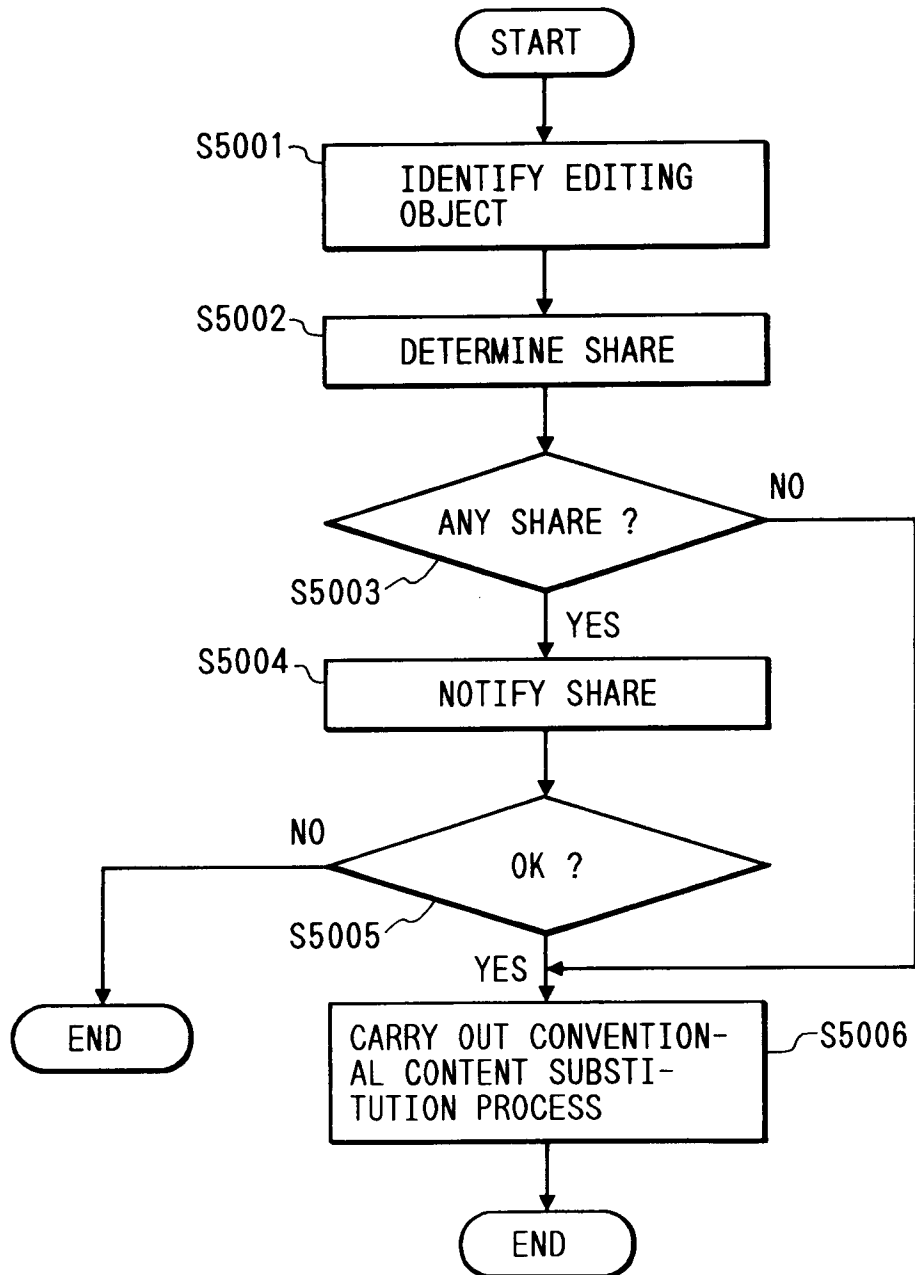 START
S5001
IDENTIFY EDITING
OBJECT
S5002
DETERMINE SHARE
NO
ANY SHARE ?
S5003
YES
S5004
NOTIFY SHARE
NO
OK ?
S5005
YES
END
CARRY OUT CONVENTION-
AL CONTENT SUBSTI-
TUTION PROCESS
S5006
END